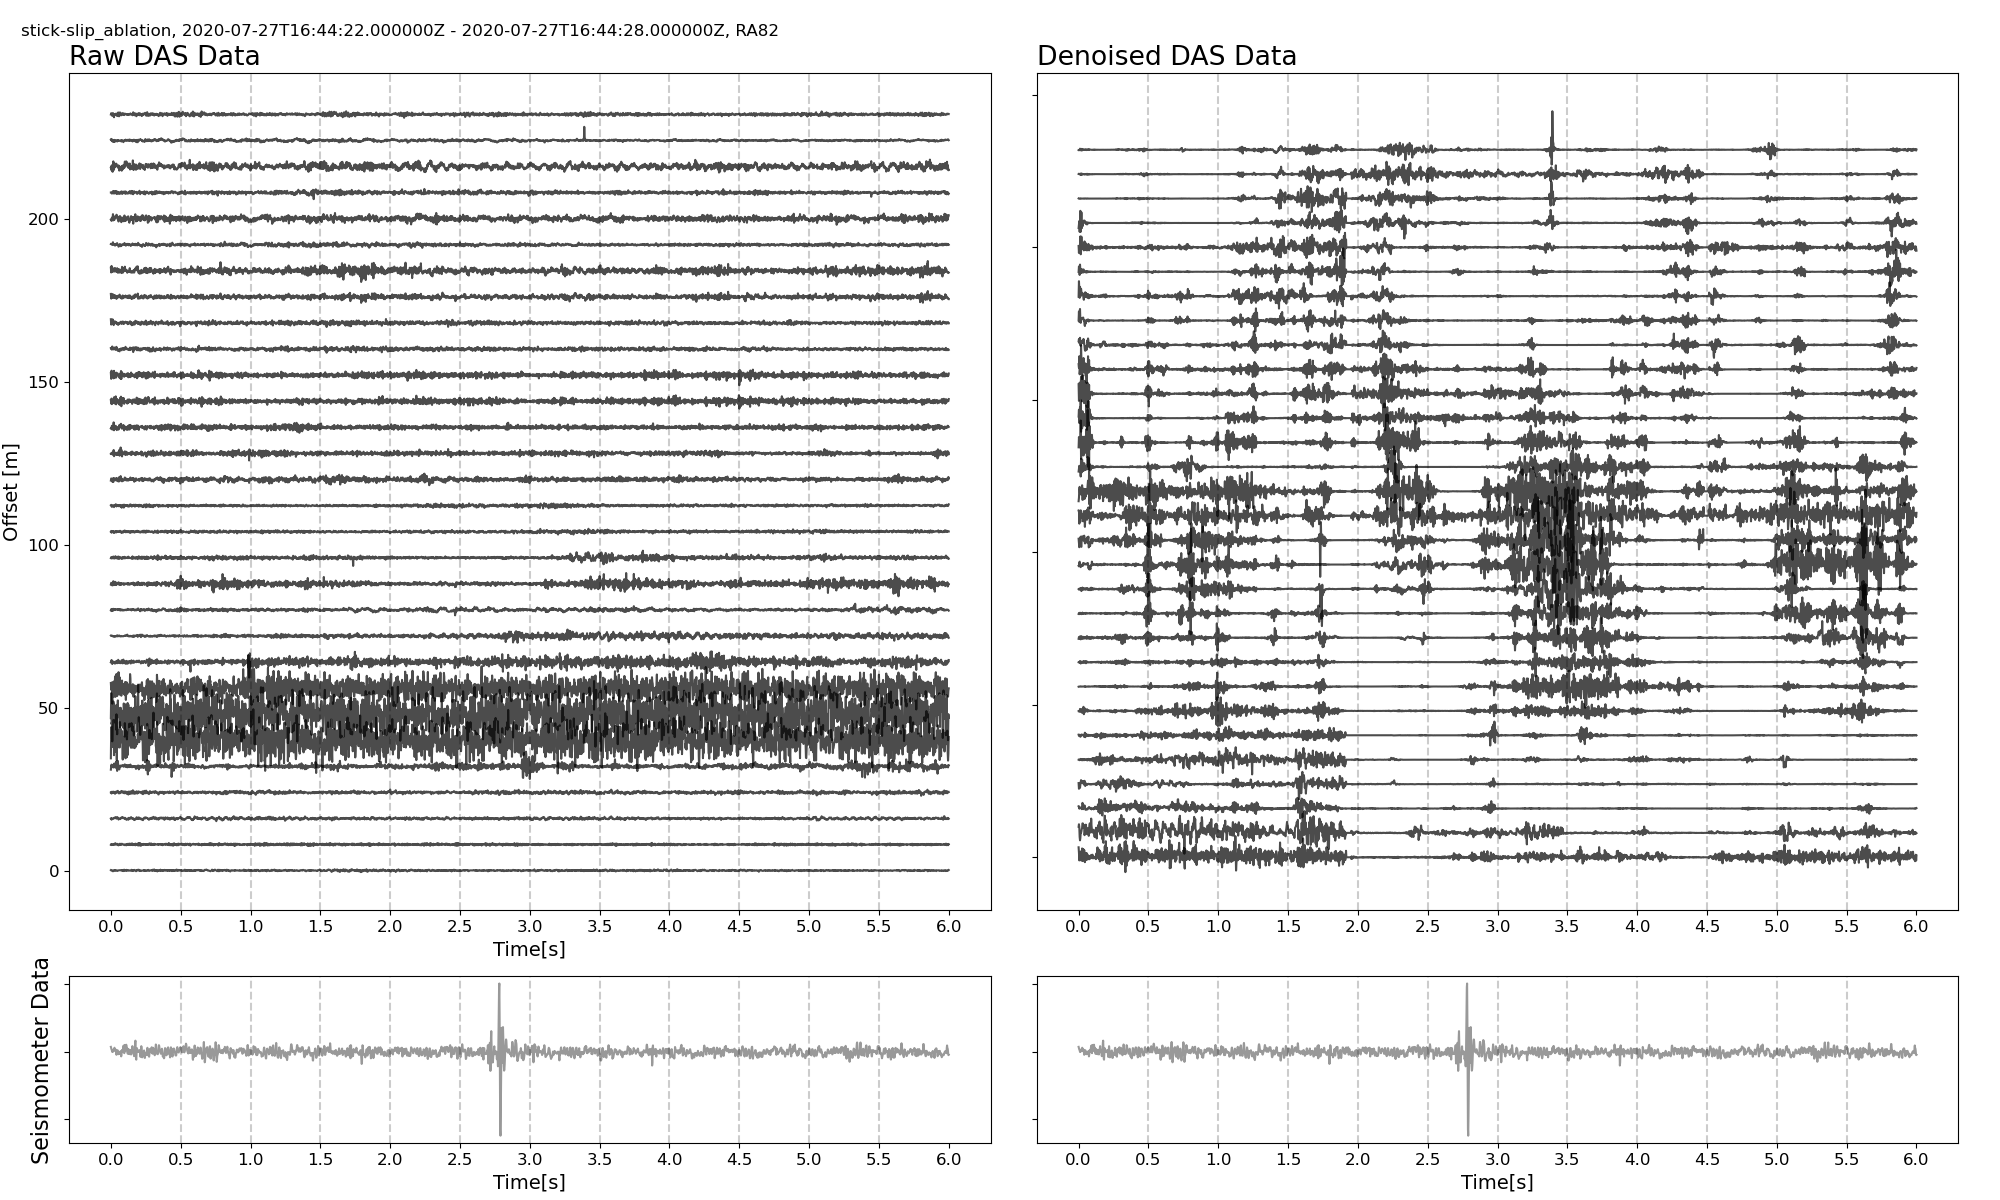 stick-slip_ablation, 2020-07-27T16:44:22.000000Z - 2020-07-27T16:44:28.000000Z, RA82
Raw DAS Data
Denoised DAS Data
Offset [m]
200
150
100
50
0
0.0 0.5 1.0 1.5 2.0 2.5 3.0 3.5 4.0 4.5 5.0 5.5 6.0
Time[s]
0.0 0.5 1.0 1.5 2.0 2.5 3.0 3.5 4.0 4.5 5.0 5.5 6.0
Seismometer Data
0.0 0.5 1.0 1.5 2.0 2.5 3.0 3.5 4.0 4.5 5.0 5.5 6.0
Time[s]
0.0 0.5 1.0 1.5 2.0 2.5 3.0 3.5 4.0 4.5 5.0 5.5 6.0
Time[s]